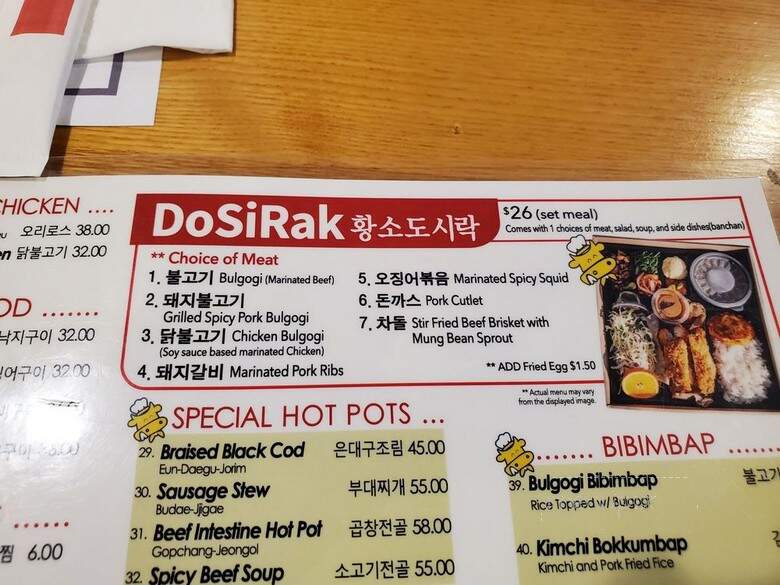 HICKEN ....
오리로스 38.00
en 닭불고기 32.00
OD .......
낙지구이 32.00
어구이 32.00
찜 6.00
DoSiRak 황소도시락
$26 (set meal)
Comes with 1 choices of meat, salad, soup, and side dishes(banchan)
** Choice of Meat
1. 불고기 Bulgogi (Marinated Beef)
2. 돼지불고기
Grilled Spicy Pork Bulgogi
3. 닭불고기 Chicken Bulgogi
(Soy sauce based marinated Chicken)
4. 돼지갈비 Marinated Pork Ribs
5. 오징어볶음 Marinated Spicy Squid
6. 돈까스 Pork Cutlet
7. 차돌 Stir Fried Beef Brisket with
Mung Bean Sprout
** ADD Fried Egg $1.50
** Actual menu may vary
from the displayed image.
SPECIAL HOT POTS ...
29. Braised Black Cod 은대구조림 45.00
Eun-Daegu-Jorim
30. Sausage Stew 부대찌개 55.00
Budae-Jjigae
31. Beef Intestine Hot Pot 곱창전골 58.00
Gopchang-Jeongol
32. Spicy Beef Soup 소고기전골 55.00
....... BIBIMBAP .......
39. Bulgogi Bibimbap 불고기
Rice Topped w/ Bulgogi
40. Kimchi Bokkumbap
Kimchi and Pork Fried Rice